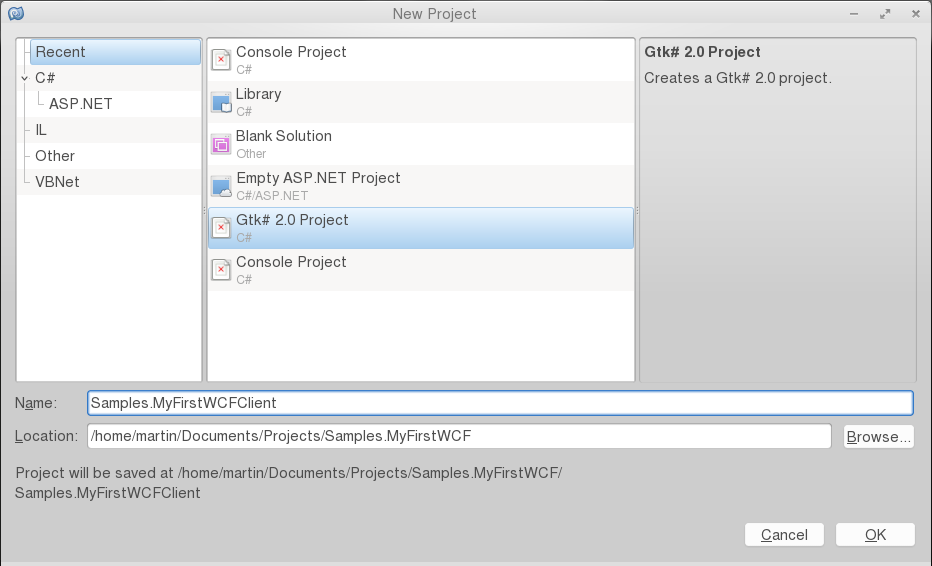 New Project
Recent
C#
ASP.NET
IL
Other
VBNet
Console Project
C#
Library
C#
Blank Solution
Other
Empty ASP.NET Project
C#/ASP.NET
Gtk# 2.0 Project
C#
Console Project
C#
Gtk# 2.0 Project
Creates a Gtk# 2.0 project.
Name: Samples.MyFirstWCFClient
Location: /home/martin/Documents/Projects/Samples.MyFirstWCF Browse...
Project will be saved at /home/martin/Documents/Projects/Samples.MyFirstWCF/
Samples.MyFirstWCFClient
Cancel OK